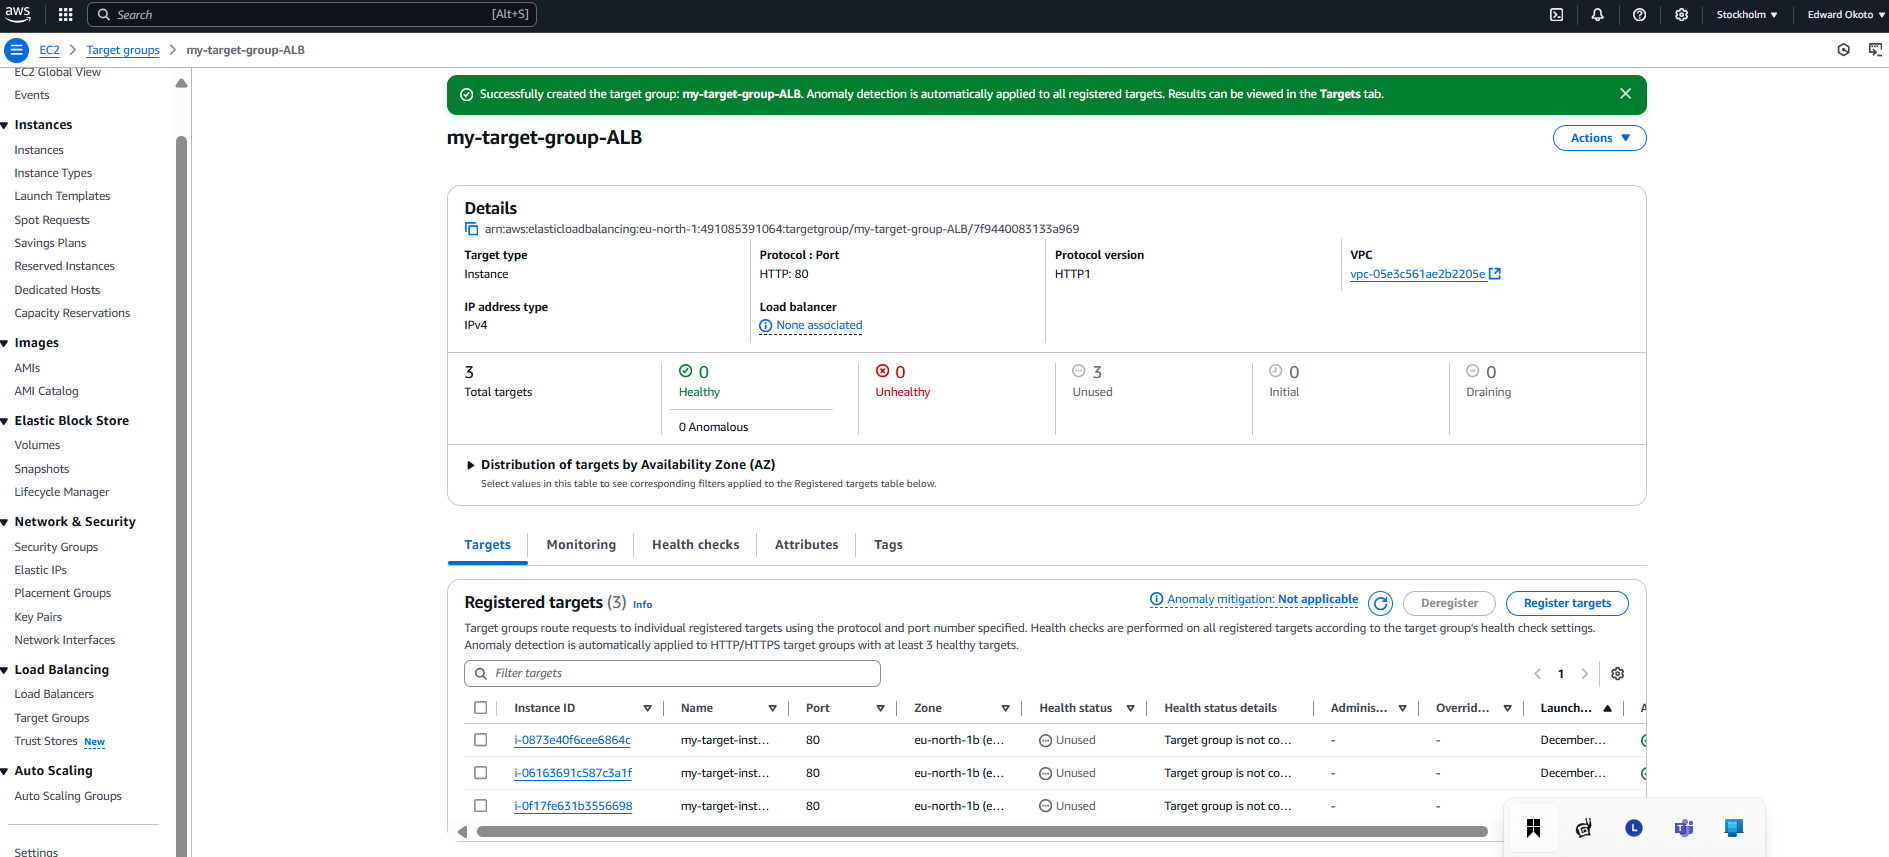 aws
Search [Alt+S] Stockholm ▼ Edward Okoto ▼
EC2 > Target groups > my-target-group-ALB
EC2 Global View
Events
Instances
Instances
Instance Types
Launch Templates
Spot Requests
Savings Plans
Reserved Instances
Dedicated Hosts
Capacity Reservations
Images
AMIs
AMI Catalog
Elastic Block Store
Volumes
Snapshots
Lifecycle Manager
Network & Security
Security Groups
Elastic IPs
Placement Groups
Key Pairs
Network Interfaces
Load Balancing
Load Balancers
Target Groups
Trust Stores New
Auto Scaling
Auto Scaling Groups
Settings
Successfully created the target group: my-target-group-ALB. Anomaly detection is automatically applied to all registered targets. Results can be viewed in the Targets tab.
my-target-group-ALB
Actions ▼
Details
arn:aws:elasticloadbalancing:eu-north-1:491085391064:targetgroup/my-target-group-ALB/7f9440083133a969
Target type Protocol : Port Protocol version VPC
Instance HTTP: 80 HTTP1 vpc-05e3c561ae2b2205e
IP address type Load balancer
IPv4 None associated
3 0 0 3 0 0
Total targets Healthy Unhealthy Unused Initial Draining
0 Anomalous
Distribution of targets by Availability Zone (AZ)
Select values in this table to see corresponding filters applied to the Registered targets table below.
Targets Monitoring Health checks Attributes Tags
Registered targets (3) Info Anomaly mitigation: Not applicable Deregister Register targets
Target groups route requests to individual registered targets using the protocol and port number specified. Health checks are performed on all registered targets according to the target group's health check settings.
Anomaly detection is automatically applied to HTTP/HTTPS target groups with at least 3 healthy targets.
Filter targets < 1 >
Instance ID Name Port Zone Health status Health status details Adminis... Overrid... Launch... A
i-0873e40f6cee6864c my-target-inst... 80 eu-north-1b (e... Unused Target group is not co... - - December...
i-06163691c587c3a1f my-target-inst... 80 eu-north-1b (e... Unused Target group is not co... - - December...
i-0f17fe631b3556698 my-target-inst... 80 eu-north-1b (e... Unused Target group is not co... - -
L